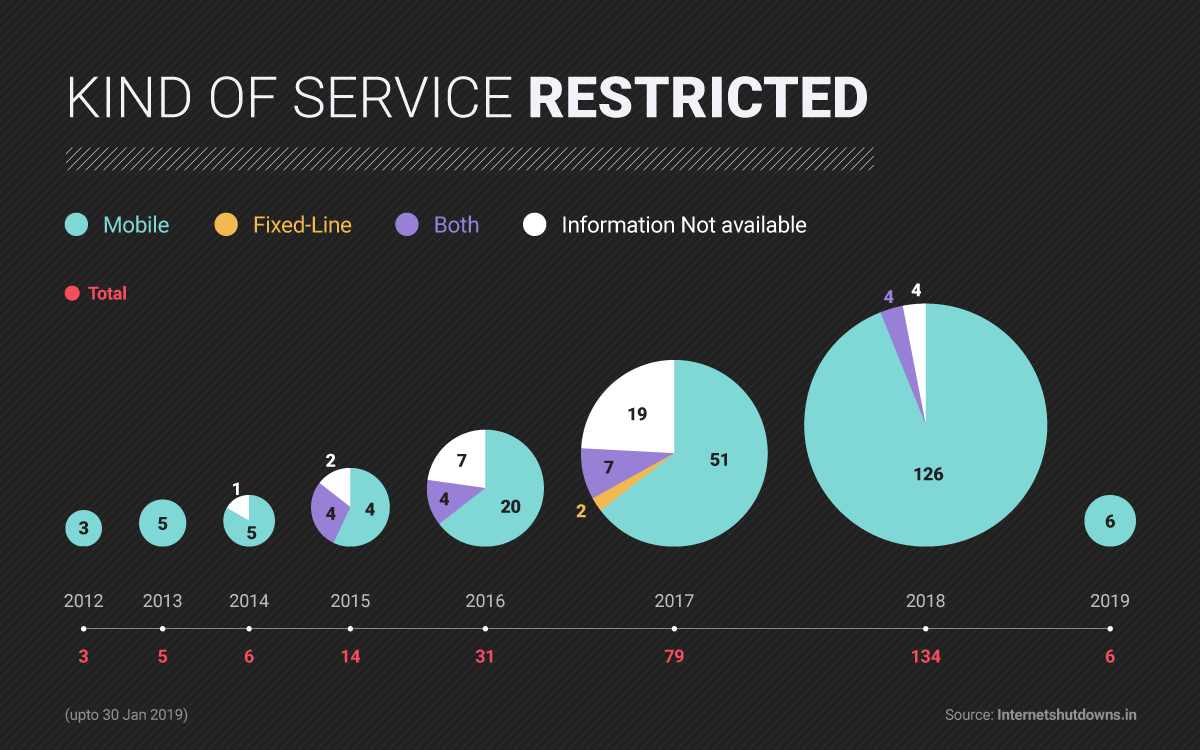 KIND OF SERVICE RESTRICTED
Mobile Fixed-Line Both Information Not available
Total
3
5
1
5
2
4
4
7
4
20
19
7
2
51
4
4
126
6
2012 2013 2014 2015 2016 2017 2018 2019
3 5 6 14 31 79 134 6
(upto 30 Jan 2019)
Source: Internetshutdowns.in